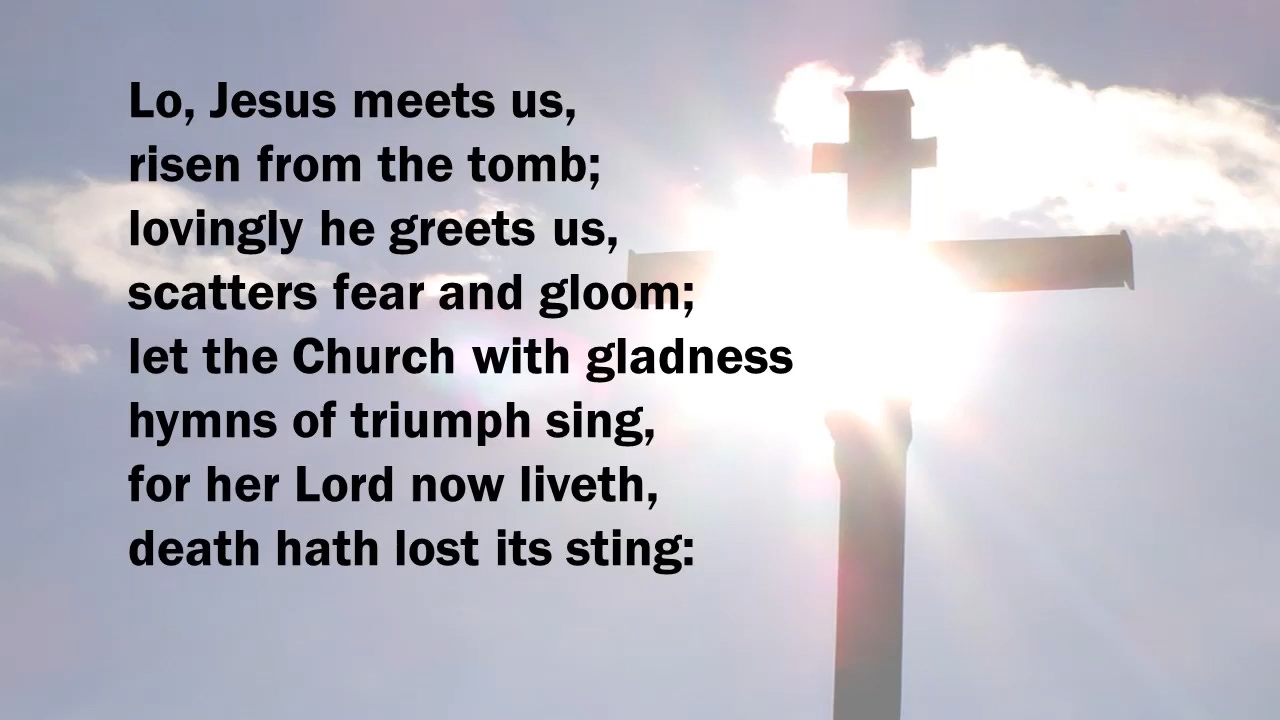 Lo, Jesus meets us,
risen from the tomb;
lovingly he greets us,
scatters fear and gloom;
let the Church with gladness
hymns of triumph sing,
for her Lord now liveth,
death hath lost its sting: